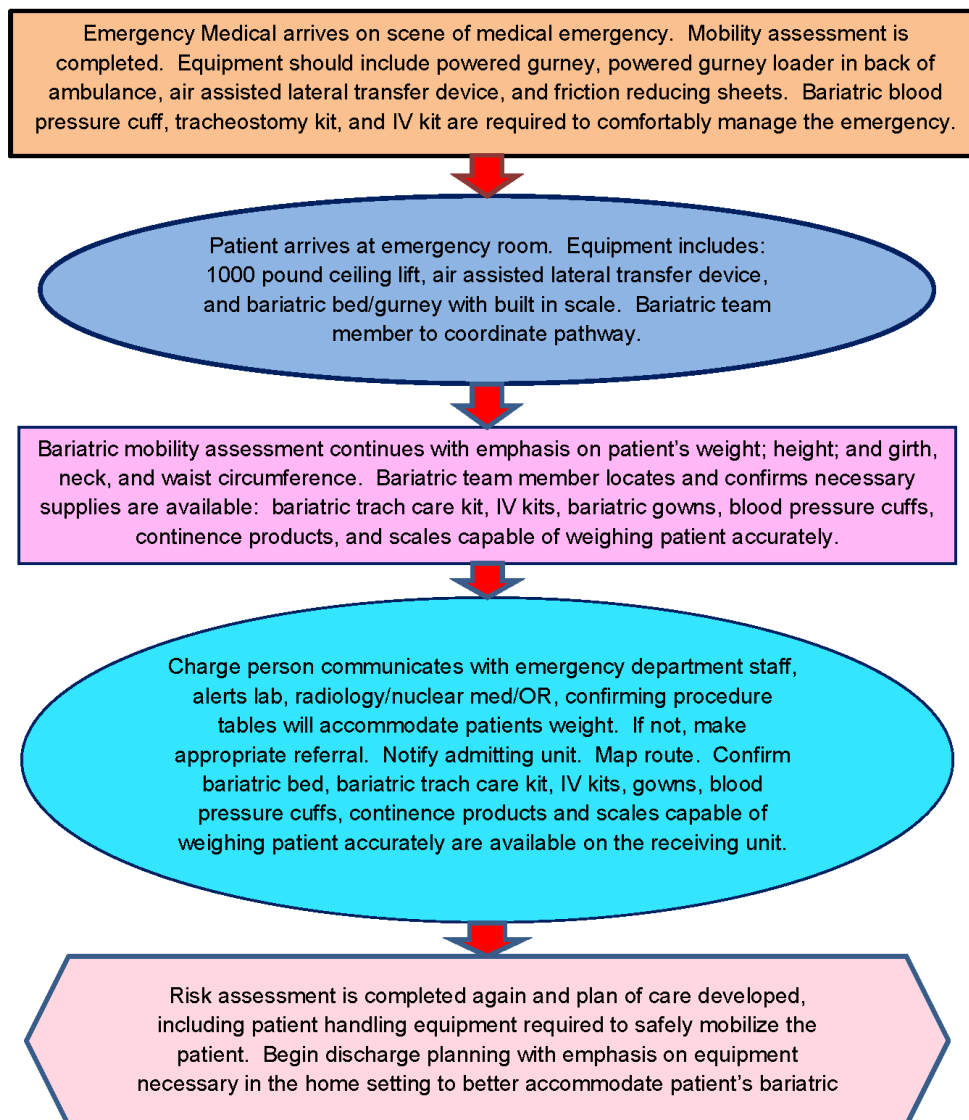 Emergency Medical arrives on scene of medical emergency.  Mobility assessment is
completed.  Equipment should include powered gurney, powered gurney loader in back of
ambulance, air assisted lateral transfer device, and friction reducing sheets.  Bariatric blood
pressure cuff, tracheostomy kit, and IV kit are required to comfortably manage the emergency.
Patient arrives at emergency room.  Equipment includes:
1000 pound ceiling lift, air assisted lateral transfer device,
and bariatric bed/gurney with built in scale.  Bariatric team
member to coordinate pathway.
Bariatric mobility assessment continues with emphasis on patient's weight; height; and girth,
neck, and waist circumference.  Bariatric team member locates and confirms necessary
supplies are available:  bariatric trach care kit, IV kits, bariatric gowns, blood pressure cuffs,
continence products, and scales capable of weighing patient accurately.
Charge person communicates with emergency department staff,
alerts lab, radiology/nuclear med/OR, confirming procedure
tables will accommodate patients weight.  If not, make
appropriate referral.  Notify admitting unit.  Map route.  Confirm
bariatric bed, bariatric trach care kit, IV kits, gowns, blood
pressure cuffs, continence products and scales capable of
weighing patient accurately are available on the receiving unit.
Risk assessment is completed again and plan of care developed,
including patient handling equipment required to safely mobilize the
patient.  Begin discharge planning with emphasis on equipment
necessary in the home setting to better accommodate patient's bariatric